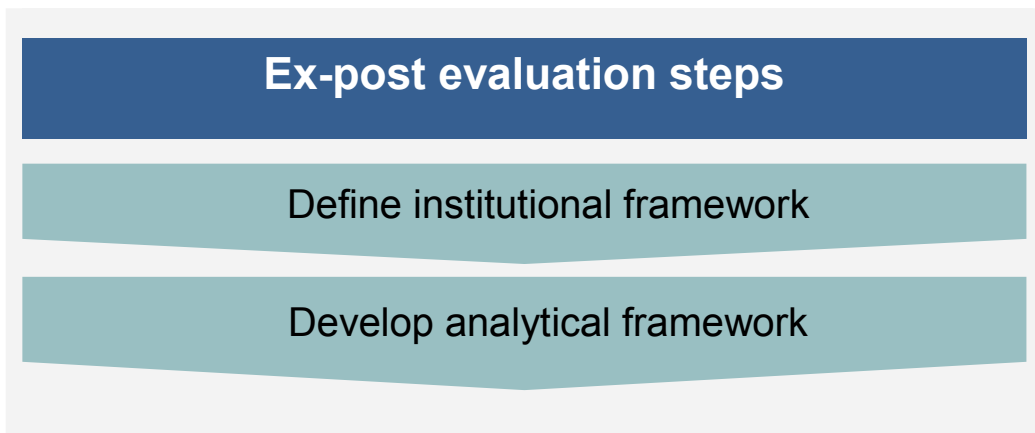 Ex-post evaluation steps
Define institutional framework
Develop analytical framework